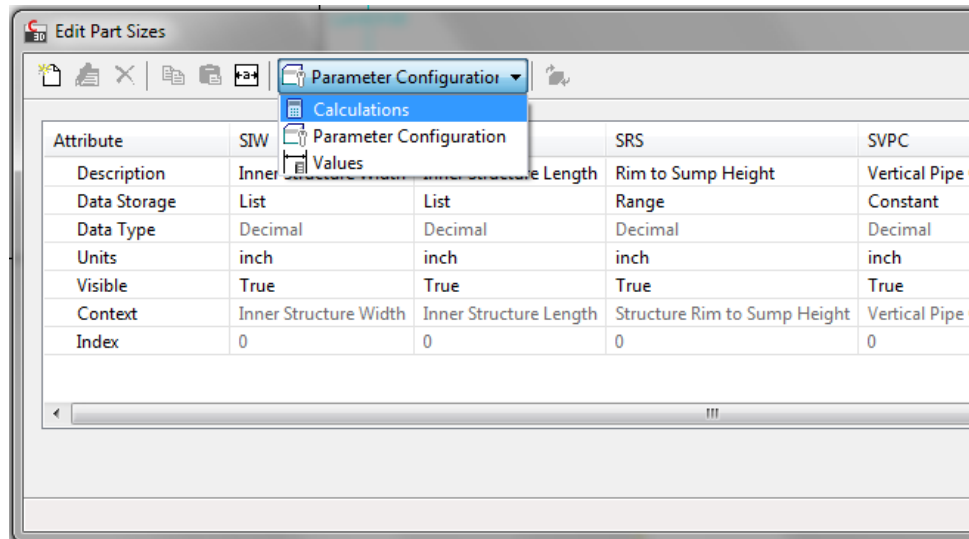 Edit Part Sizes
Parameter Configuration
Calculations
Parameter Configuration
Values
Attribute SIW SRS SVPC
Description Inner Structure Width Inner Structure Length Rim to Sump Height Vertical Pipe
Data Storage List List Range Constant
Data Type Decimal Decimal Decimal Decimal
Units inch inch inch inch
Visible True True True True
Context Inner Structure Width Inner Structure Length Structure Rim to Sump Height Vertical Pipe
Index 0 0 0 0